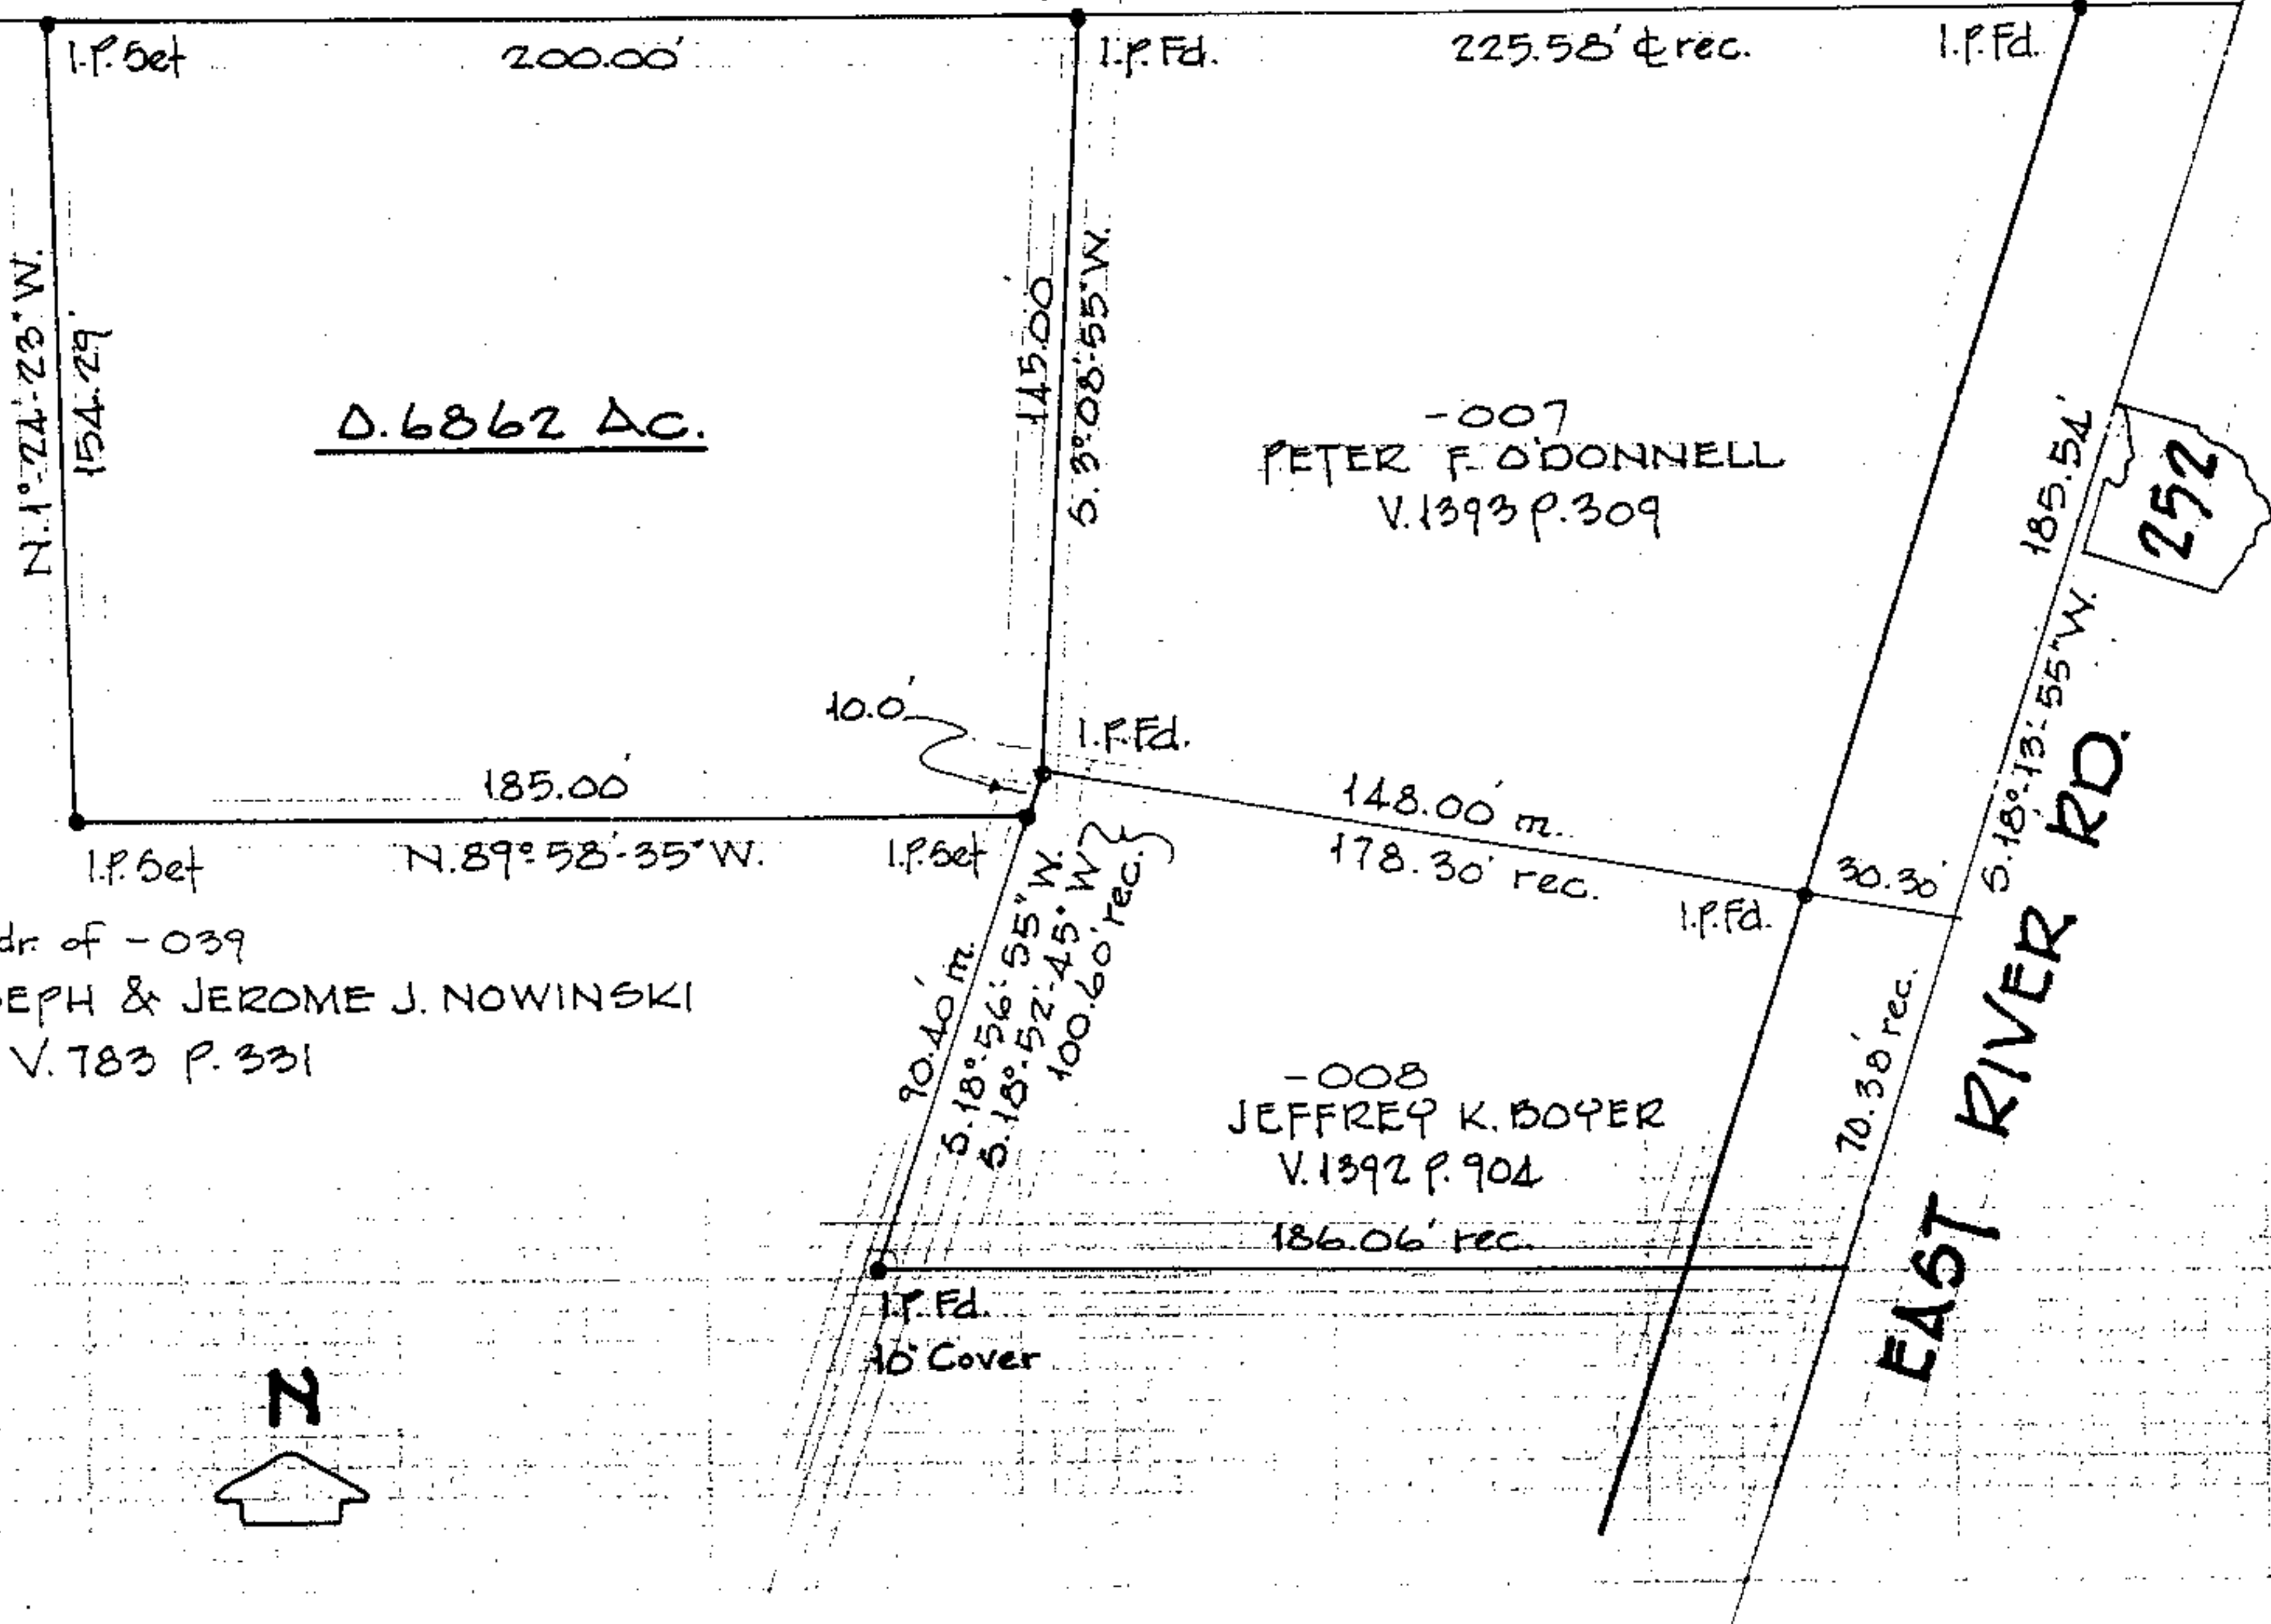 I.P. Set
200.00'
I.P. Fd.
225.58' ℄ rec.
I.P. Fd.
N.1°-24'-23" W.
154.29'
0.6862 AC.
145.00'
S.3°-08'-55" W.
-007
PETER F. O'DONNELL
V.1393 P.309
185.54'
S.18°-13'-55" W.
252
10.0'
I.P. Fd.
185.00'
N.89°-58'-35" W.
I.P. Set
I.P. Set
148.00' m.
178.30' rec.
I.P. Fd.
30.30'
dr. of -039
EPH & JEROME J. NOWINSKI
V. 783 P. 331
90.40' m.
S.18°-56'-55" W.
S.18°-52'-45" W.
100.60' rec.}
-008
JEFFREY K. BOYER
V.1392 P.904
186.06' rec.
70.38' rec.
EAST RIVER RD.
I.P. Fd.
10" Cover
N